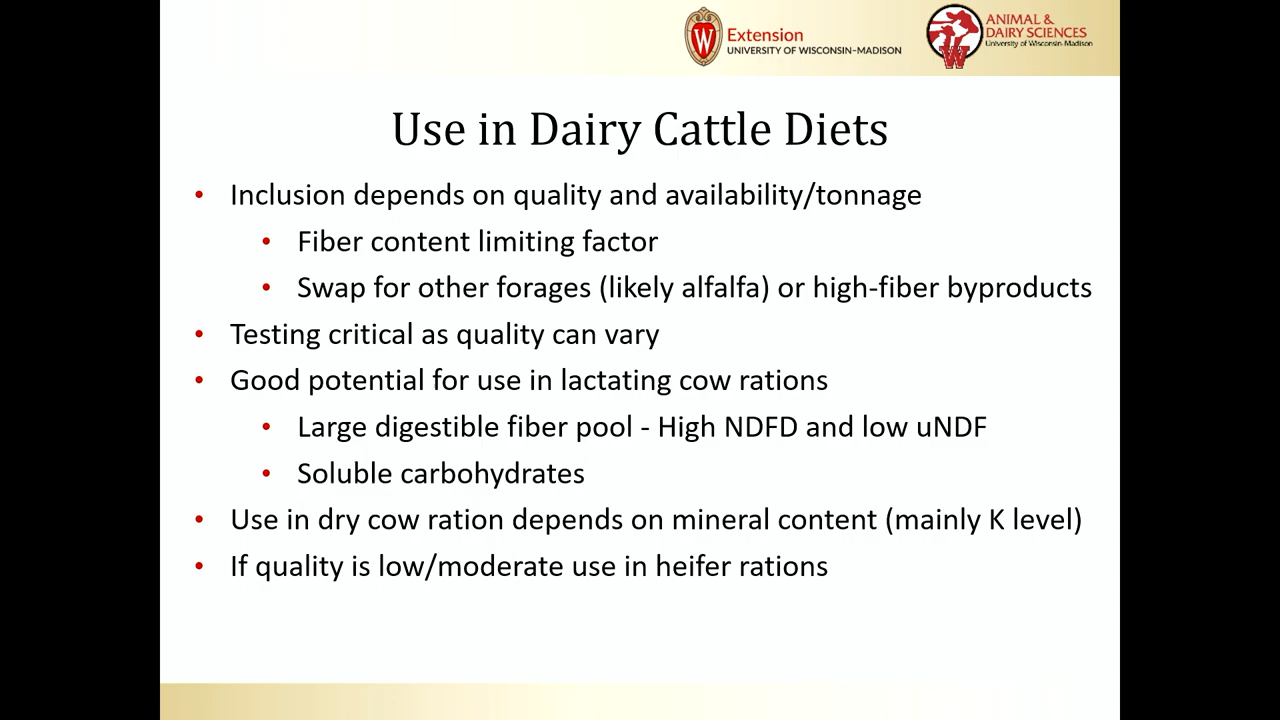 Extension
UNIVERSITY OF WISCONSIN–MADISON
ANIMAL &
DAIRY SCIENCES
University of Wisconsin-Madison
W
W
Use in Dairy Cattle Diets
• Inclusion depends on quality and availability/tonnage
• Fiber content limiting factor
• Swap for other forages (likely alfalfa) or high-fiber byproducts
• Testing critical as quality can vary
• Good potential for use in lactating cow rations
• Large digestible fiber pool - High NDFD and low uNDF
• Soluble carbohydrates
• Use in dry cow ration depends on mineral content (mainly K level)
• If quality is low/moderate use in heifer rations